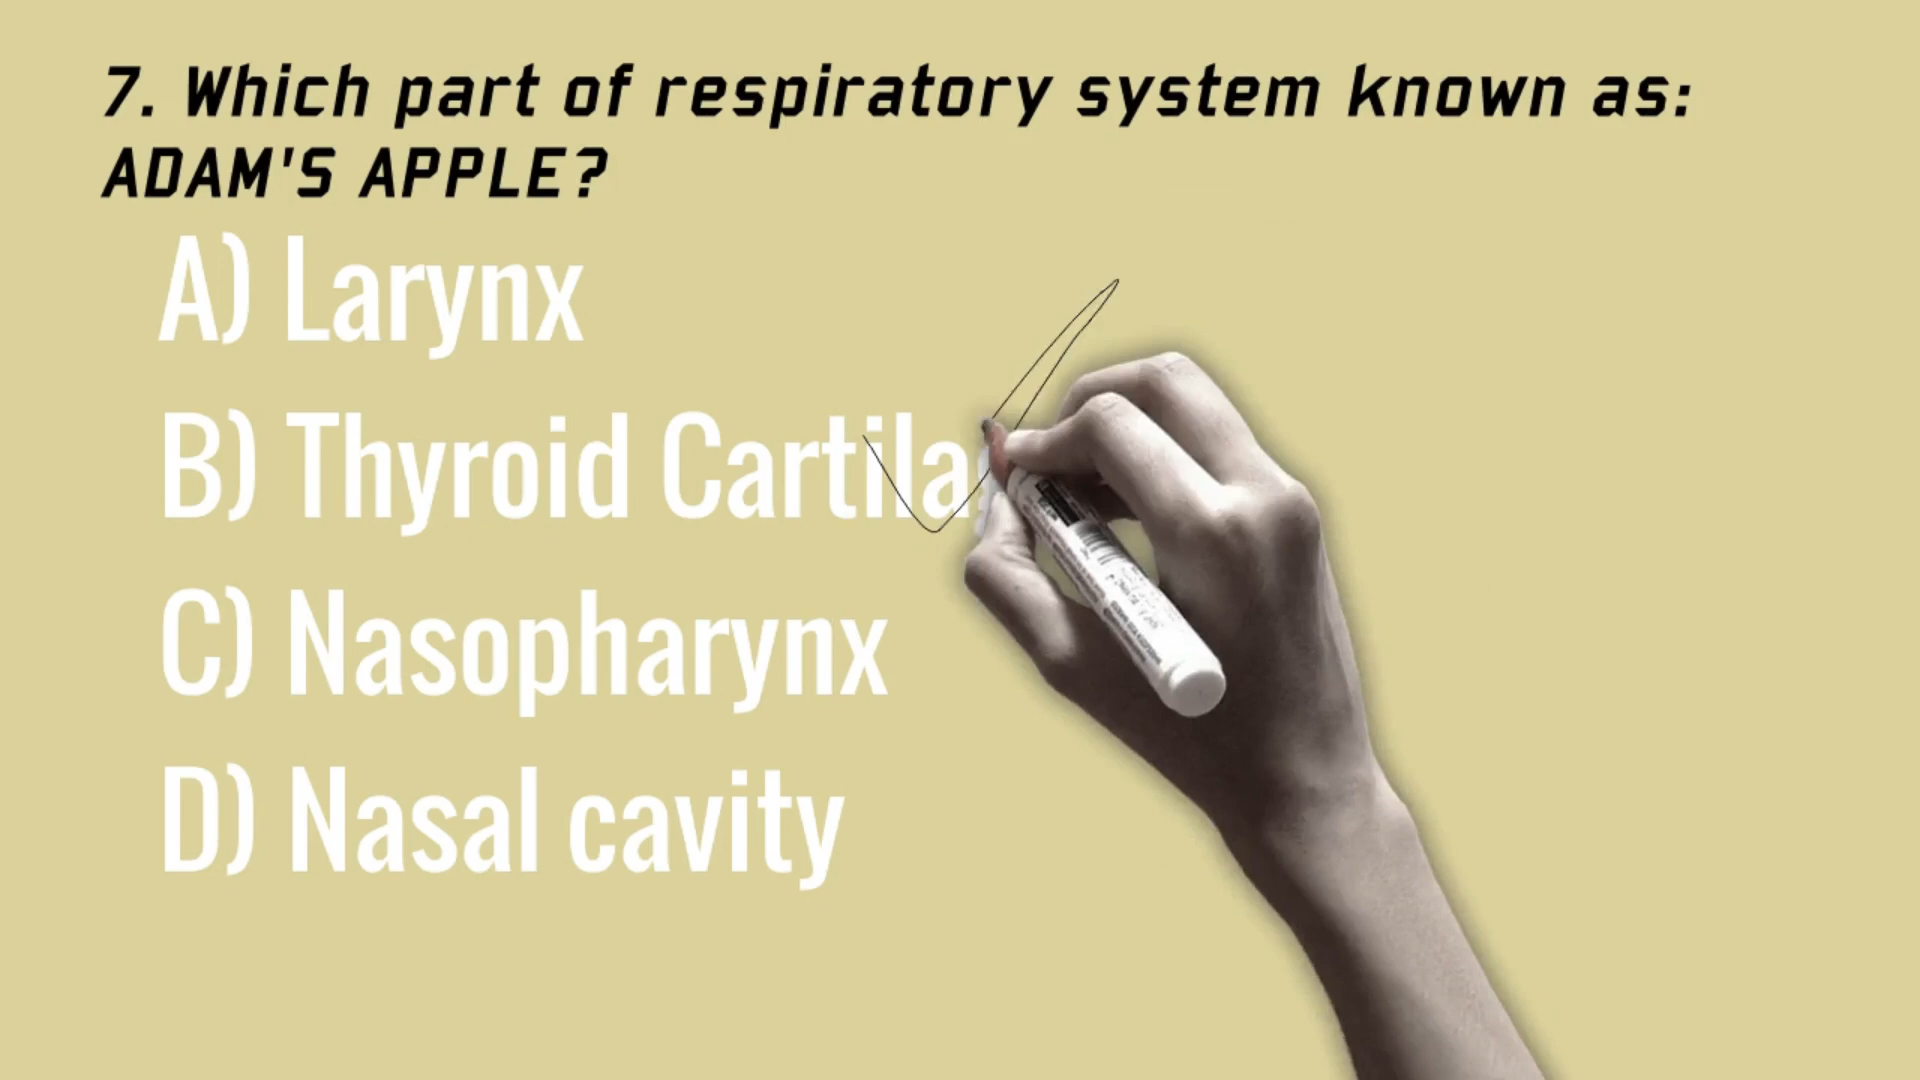 7. Which part of respiratory system known as:
ADAM'S APPLE?
A) Larynx
B) Thyroid
C) Nasopharynx
D) Nasal cavity